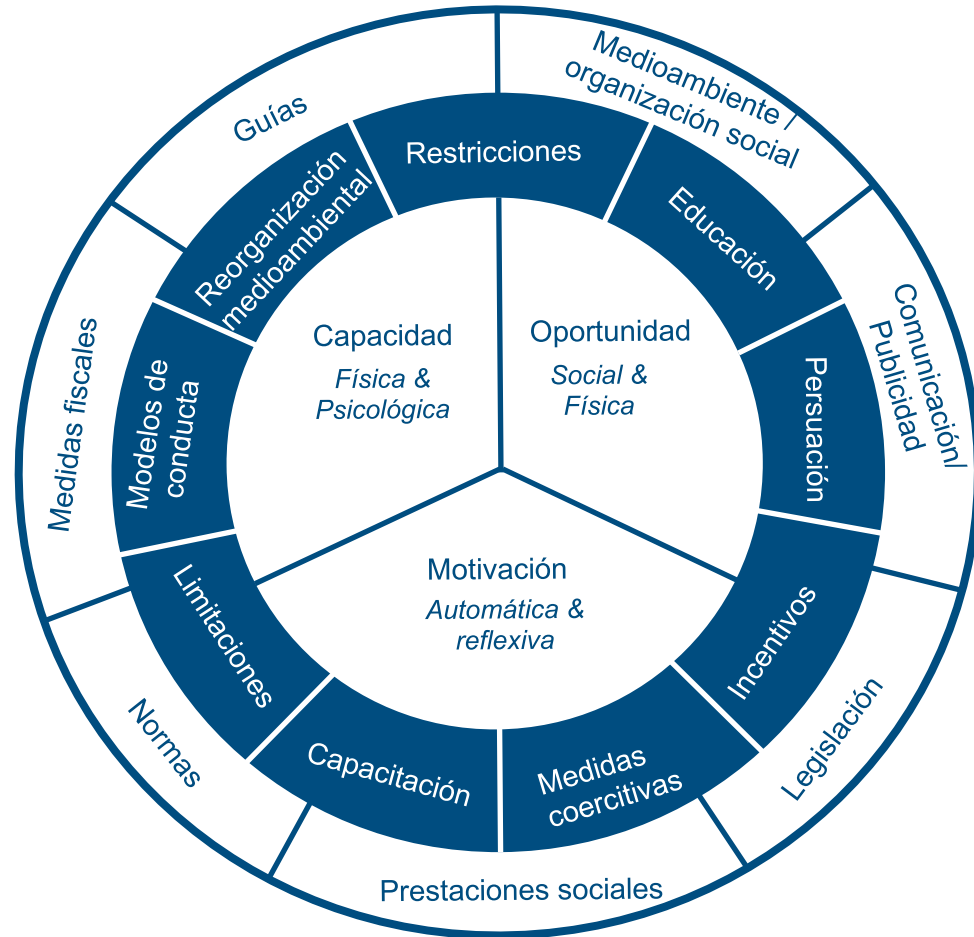 Medioambiente /
organización social
Comunicación/
Publicidad
Legislación
Prestaciones sociales
Normas
Medidas fiscales
Guías
Restricciones
Educación
Persuación
Incentivos
Medidas
coercitivas
Capacitación
Limitaciones
Modelos de
conducta
Reorganización
medioambiental
Capacidad
Física &
Psicológica
Oportunidad
Social &
Física
Motivación
Automática &
reflexiva